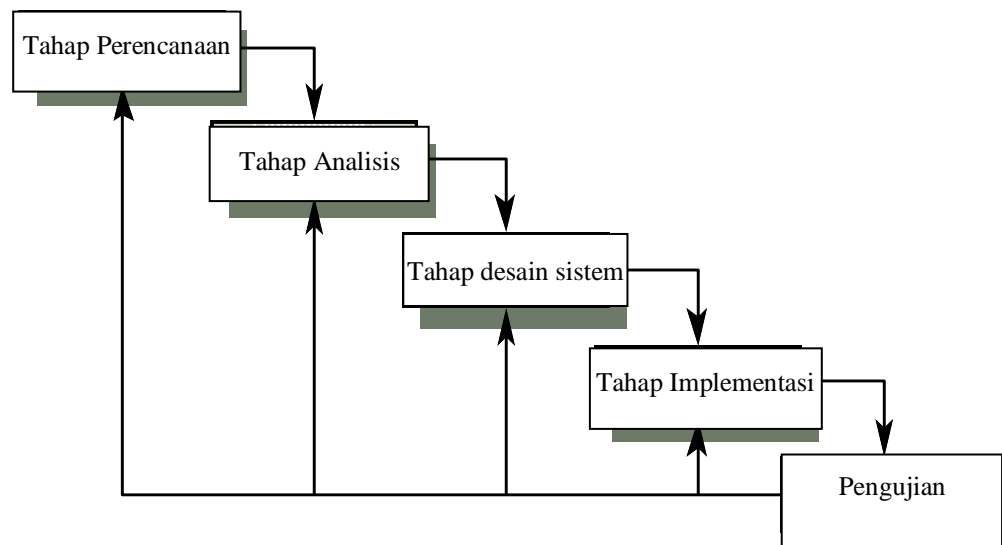 Tahap Perencanaan
Tahap Analisis
Tahap desain sistem
Tahap Implementasi
Pengujian